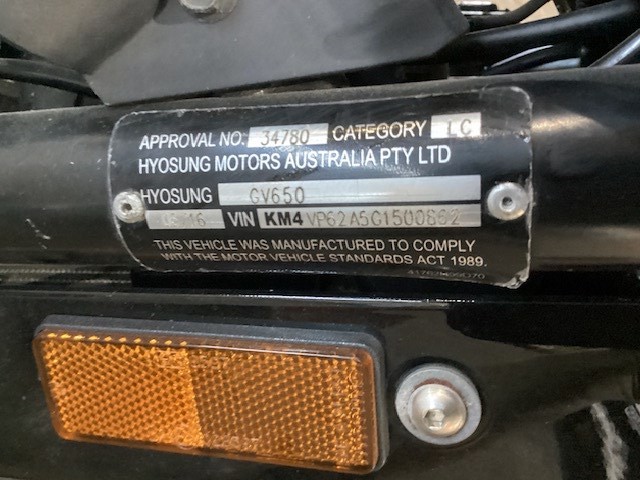 APPROVAL NO. 34780 CATEGORY LC
HYOSUNG MOTORS AUSTRALIA PTY LTD
HYOSUNG GV650
VIN KM4
THIS VEHICLE WAS MANUFACTURED TO COMPLY
WITH THE MOTOR VEHICLE STANDARDS ACT 1989.